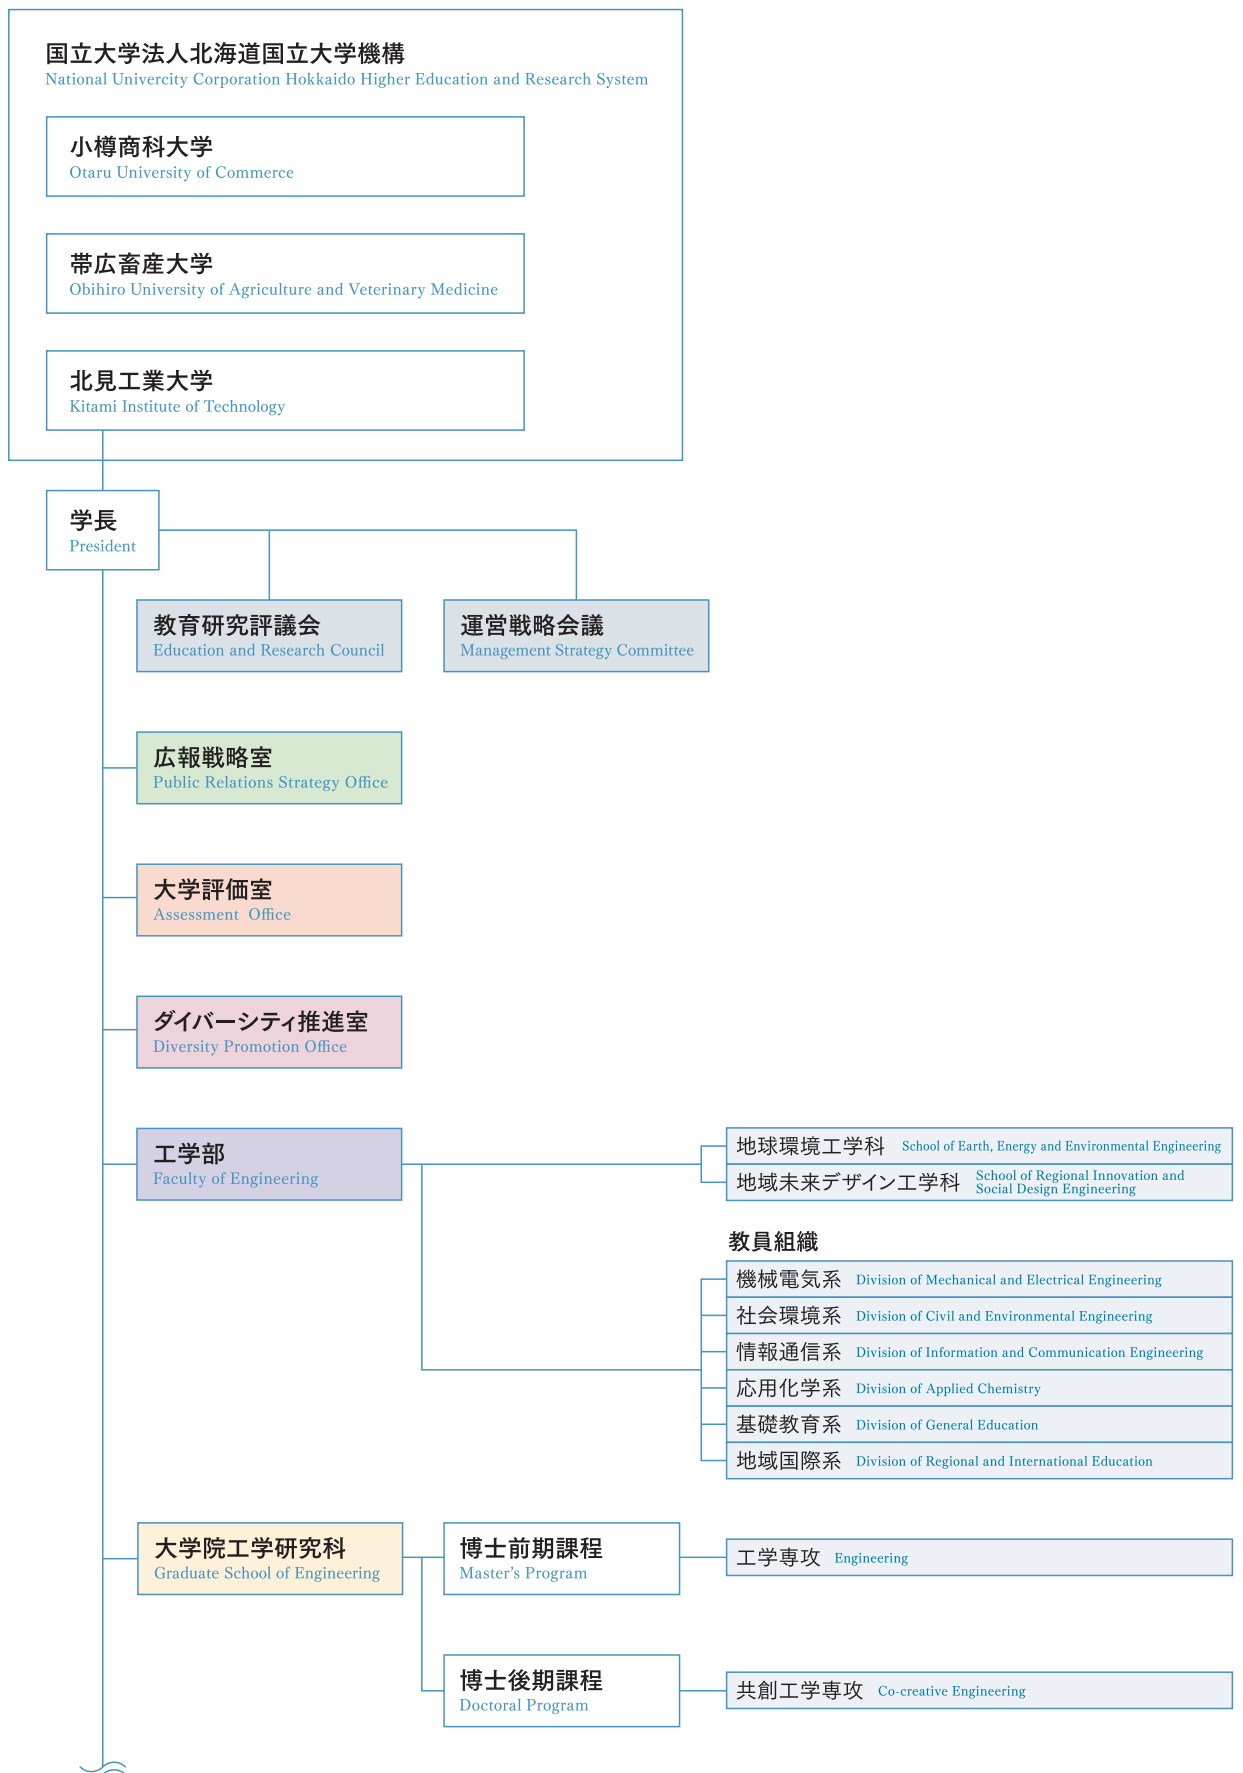 国立大学法人北海道国立大学機構
National Univercity Corporation Hokkaido Higher Education and Research System
小樽商科大学
Otaru University of Commerce
帯広畜産大学
Obihiro University of Agriculture and Veterinary Medicine
北見工業大学
Kitami Institute of Technology
学長
President
教育研究評議会
Education and Research Council
運営戦略会議
Management Strategy Committee
広報戦略室
Public Relations Strategy Office
大学評価室
Assessment Office
ダイバーシティ推進室
Diversity Promotion Office
工学部
Faculty of Engineering
地球環境工学科 School of Earth, Energy and Environmental Engineering
地域未来デザイン工学科 School of Regional Innovation and
Social Design Engineering
教員組織
機械電気系 Division of Mechanical and Electrical Engineering
社会環境系 Division of Civil and Environmental Engineering
情報通信系 Division of Information and Communication Engineering
応用化学系 Division of Applied Chemistry
基礎教育系 Division of General Education
地域国際系 Division of Regional and International Education
大学院工学研究科
Graduate School of Engineering
博士前期課程
Master's Program
工学専攻 Engineering
博士後期課程
Doctoral Program
共創工学専攻 Co-creative Engineering